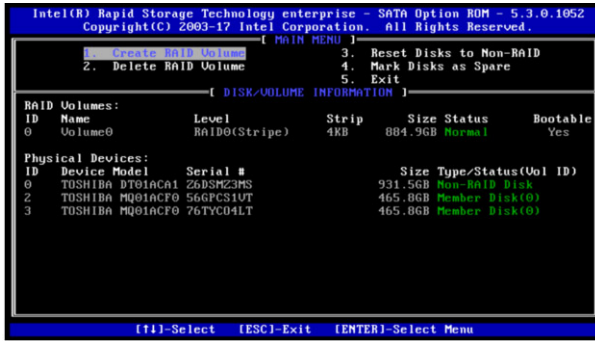 Intel(R) Rapid Storage Technology enterprise - SATA Option ROM - 5.3.0.1052
Copyright(C) 2003-17 Intel Corporation. All Rights Reserved.
[ MAIN MENU ]
1. Create RAID Volume 3. Reset Disks to Non-RAID
2. Delete RAID Volume 4. Mark Disks as Spare
5. Exit
[ DISK/VOLUME INFORMATION ]
RAID Volumes:
ID Name Level Strip Size Status Bootable
0 Volume0 RAID0(Stripe) 4KB 884.9GB Normal Yes
Physical Devices:
ID Device Model Serial # Size Type/Status(Vol ID)
0 TOSHIBA DT01ACA1 Z6DSMZ3MS 931.5GB Non-RAID Disk
2 TOSHIBA MQ01ACF0 56GPCS1VT 465.8GB Member Disk(0)
3 TOSHIBA MQ01ACF0 76TYC04LT 465.8GB Member Disk(0)
[↑↓]-Select [ESC]-Exit [ENTER]-Select Menu